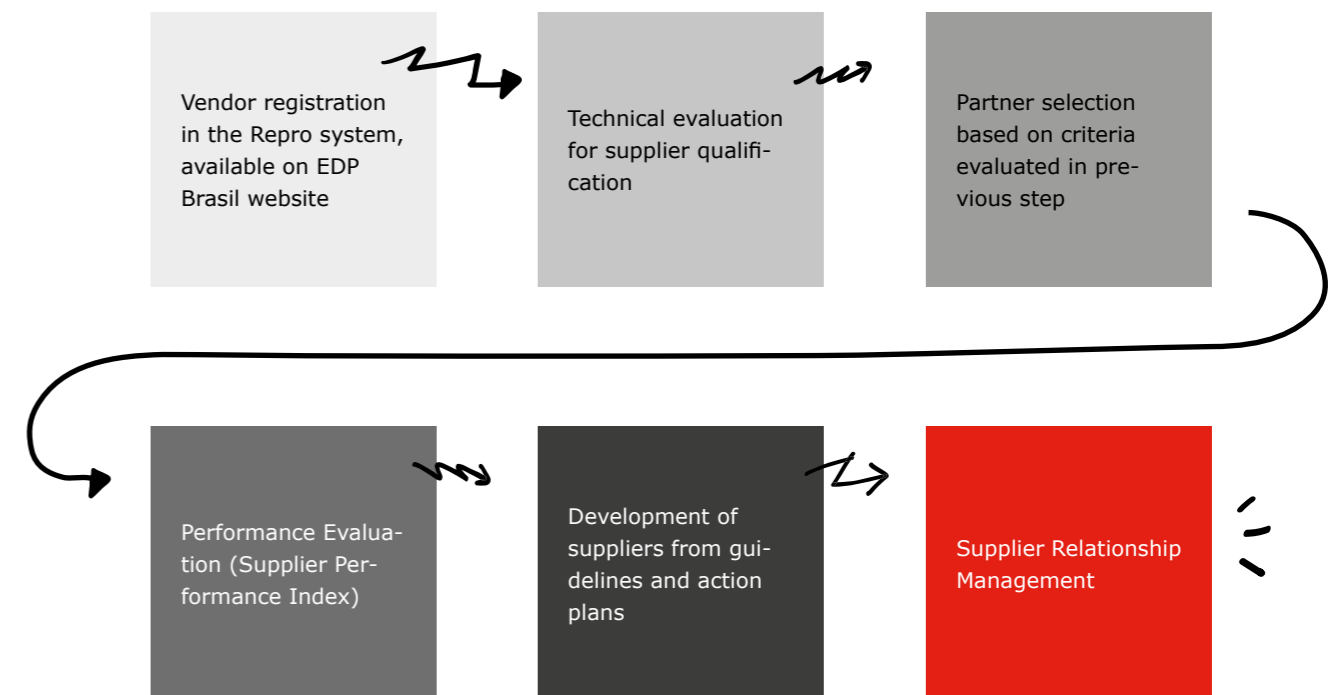 Vendor registration
in the Repro system,
available on EDP
Brasil website
Technical evaluation
for supplier qualifi-
cation
Partner selection
based on criteria
evaluated in pre-
vious step
Performance Evalua-
tion (Supplier Per-
formance Index)
Development of
suppliers from gui-
delines and action
plans
Supplier Relationship
Management